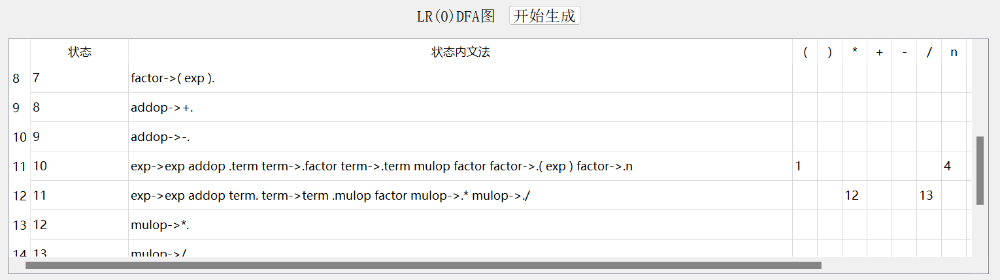 LR(0)DFA图 开始生成
状态 状态内文法 ( ) * + - / n
8 7 factor->( exp ).
9 8 addop->+.
10 9 addop->-.
11 10 exp->exp addop .term term->.factor term->.term mulop factor factor->.( exp ) factor->.n 1 4
12 11 exp->exp addop term. term->term .mulop factor mulop->.* mulop->./ 12 13
13 12 mulop->*.
14 13 mulop->/